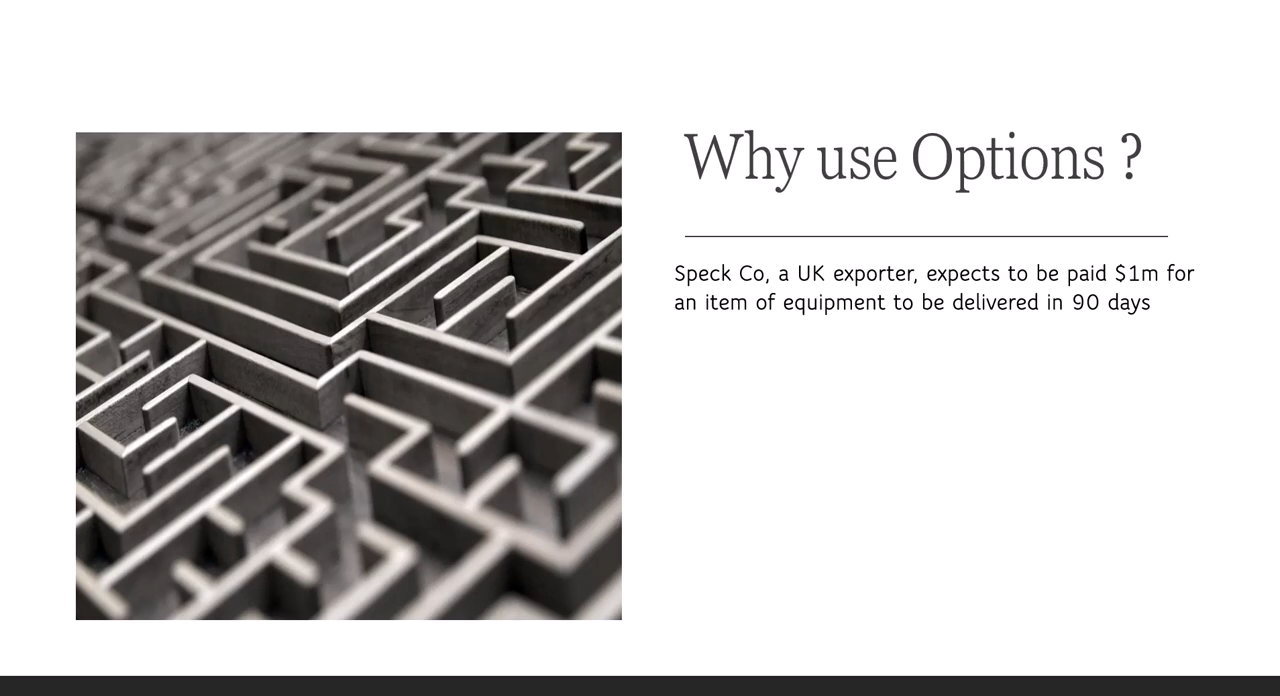 Why use Options ?
Speck Co, a UK exporter, expects to be paid $1m for
an item of equipment to be delivered in 90 days